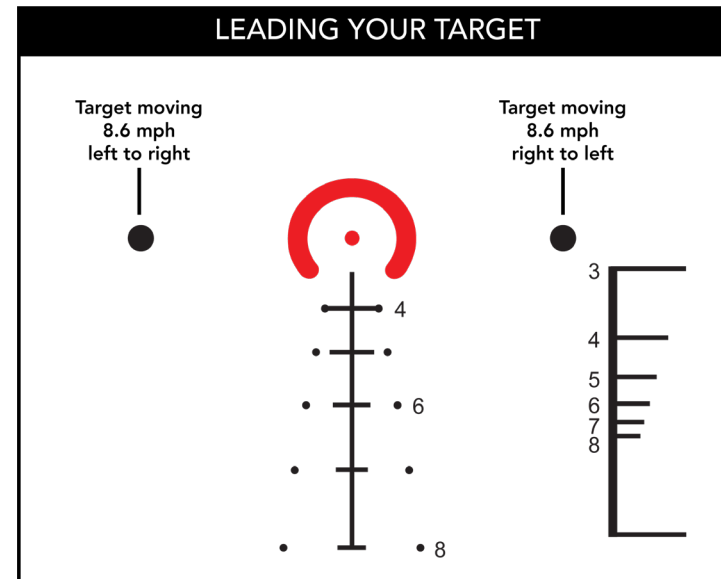 LEADING YOUR TARGET
Target moving
8.6 mph
left to right
Target moving
8.6 mph
right to left
4
6
8
3
4
5
6
7
8